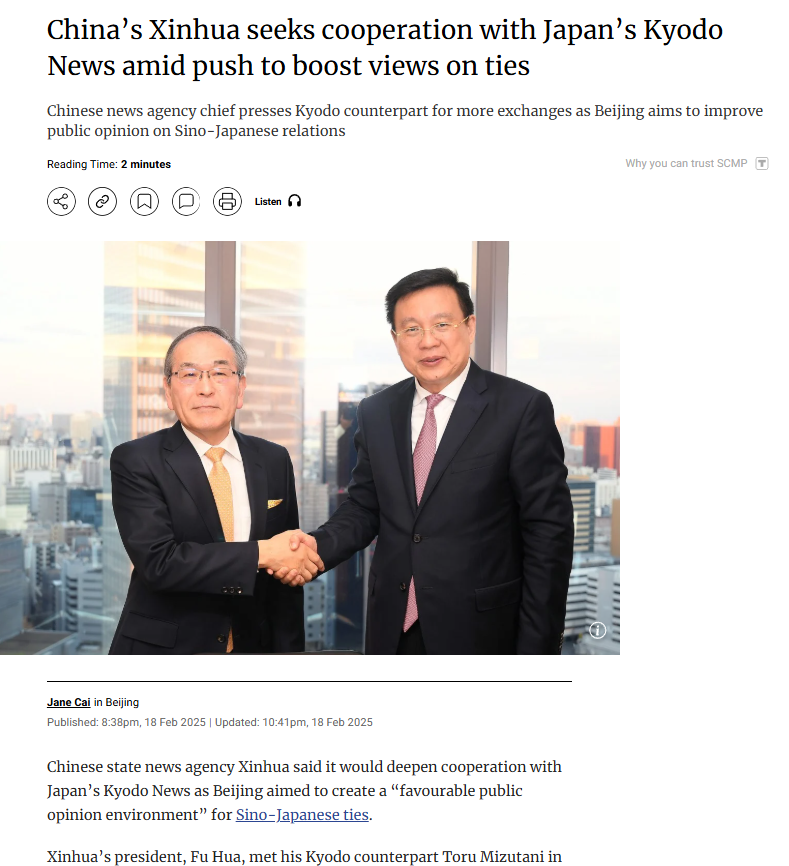 China’s Xinhua seeks cooperation with Japan’s Kyodo
News amid push to boost views on ties
Chinese news agency chief presses Kyodo counterpart for more exchanges as Beijing aims to improve
public opinion on Sino-Japanese relations
Reading Time: 2 minutes
Why you can trust SCMP
Listen
Jane Cai in Beijing
Published: 8:38pm, 18 Feb 2025 | Updated: 10:41pm, 18 Feb 2025
Chinese state news agency Xinhua said it would deepen cooperation with
Japan’s Kyodo News as Beijing aimed to create a “favourable public
opinion environment” for Sino-Japanese ties.
Xinhua’s president, Fu Hua, met his Kyodo counterpart Toru Mizutani in